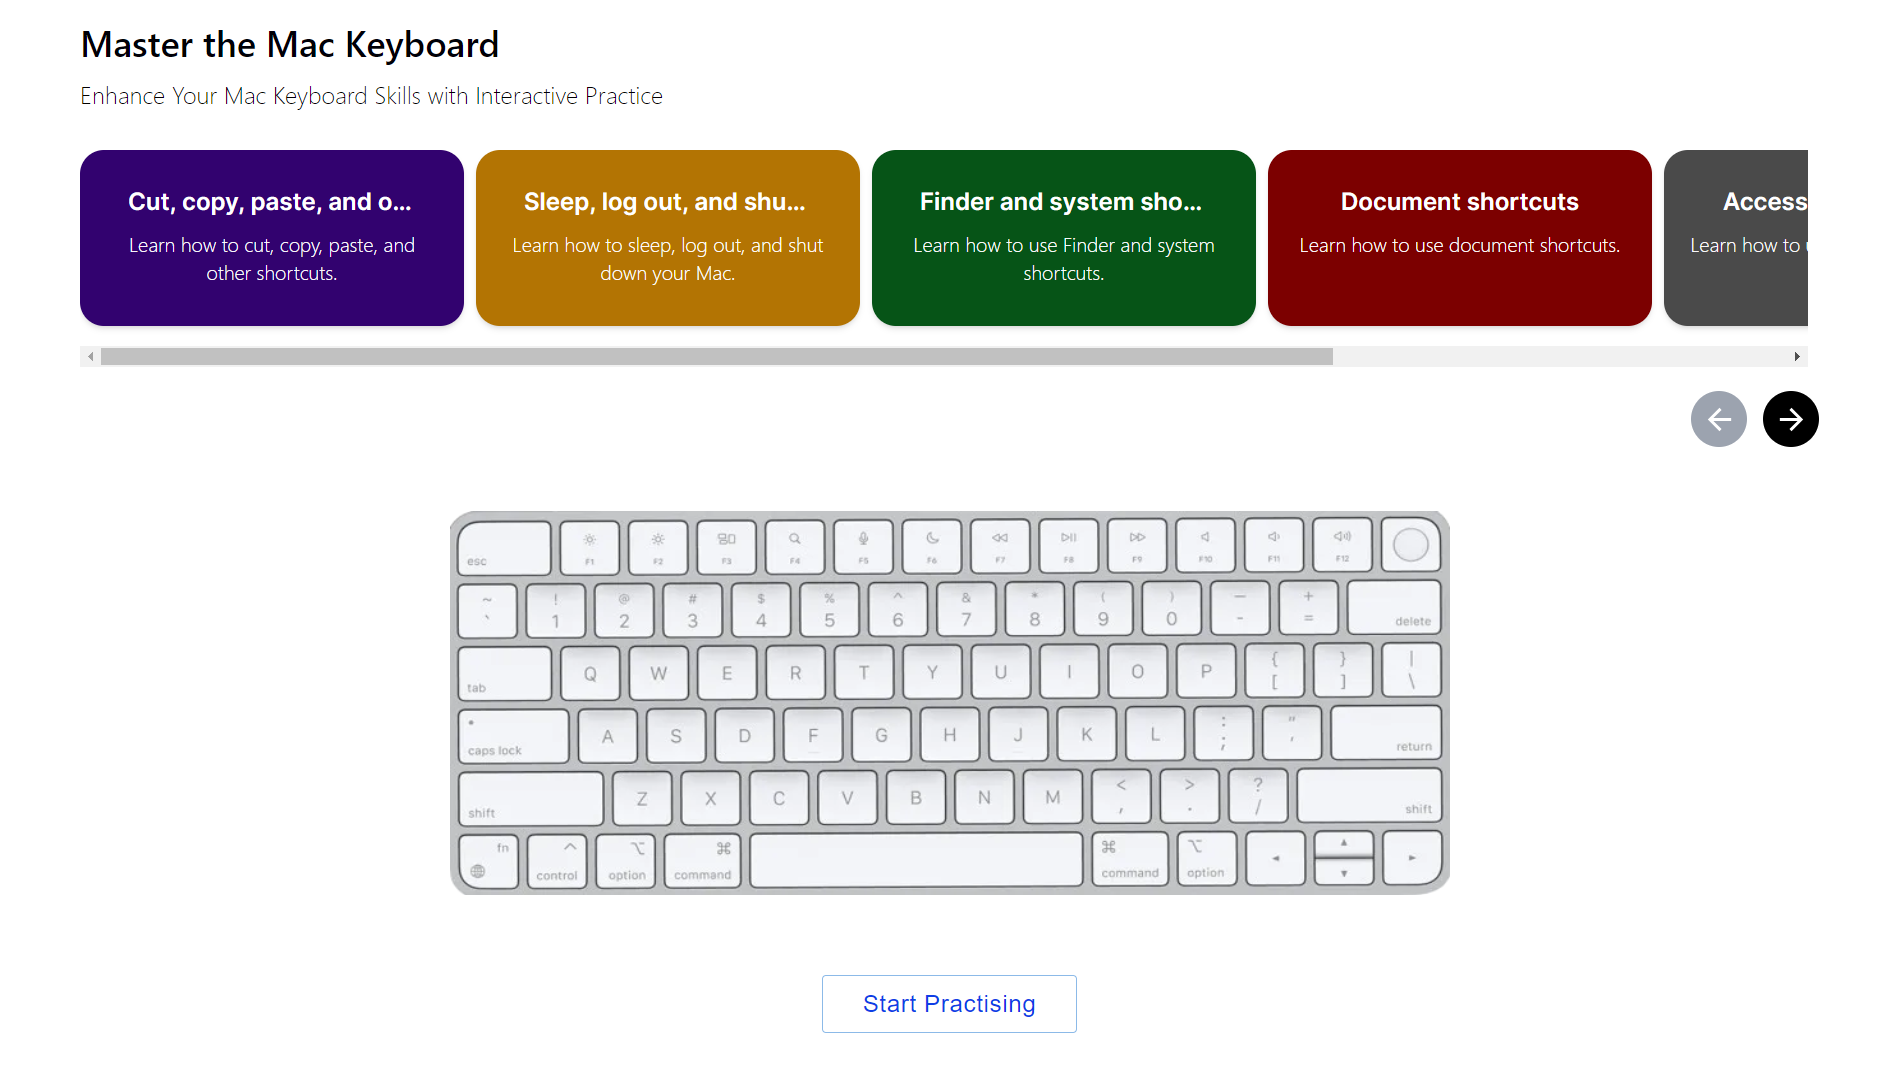 Master the Mac Keyboard
Enhance Your Mac Keyboard Skills with Interactive Practice
Cut, copy, paste, and o...
Learn how to cut, copy, paste, and
other shortcuts.
Sleep, log out, and shu...
Learn how to sleep, log out, and shut
down your Mac.
Finder and system sho...
Learn how to use Finder and system
shortcuts.
Document shortcuts
Learn how to use document shortcuts.
Access
Learn how to
esc F1 F2 F3 F4 F5 F6 F7 F8 F9 F10 F11 F12
~ ! @ # $ % ^ & * ( ) — +
` 1 2 3 4 5 6 7 8 9 0 - = delete
tab Q W E R T Y U I O P { [ } ] | \
caps lock A S D F G H J K L : ; " ' return
shift Z X C V B N M < , > . ? / shift
fn control option ⌘ command ⌘ command option
Start Practising